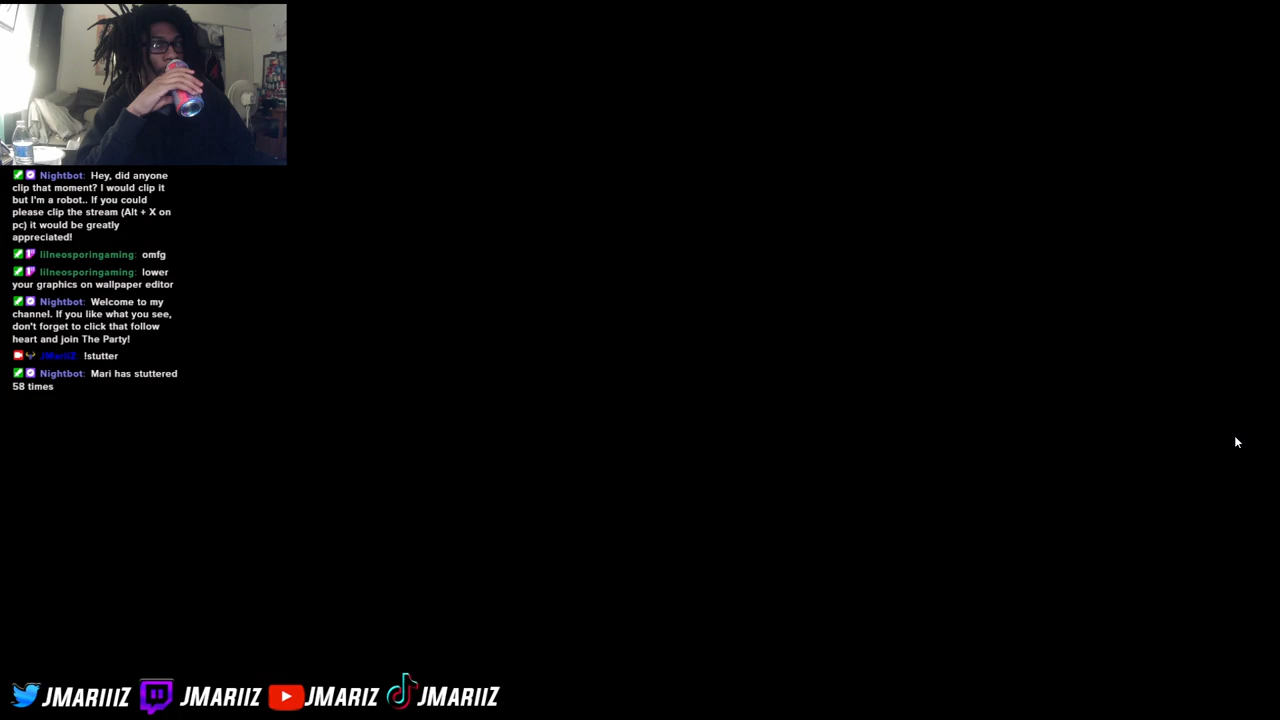 Nightbot: Hey, did anyone
clip that moment? I would clip it
but I'm a robot.. If you could
please clip the stream (Alt + X on
pc) it would be greatly
appreciated!
lilneosporingaming: omfg
lilneosporingaming: lower
your graphics on wallpaper editor
Nightbot: Welcome to my
channel. If you like what you see,
don't forget to click that follow
heart and join The Party!
JMariiZ: !stutter
Nightbot: Mari has stuttered
58 times
JMARIIIZ JMARIIZ JMARIZ JMARIIZ